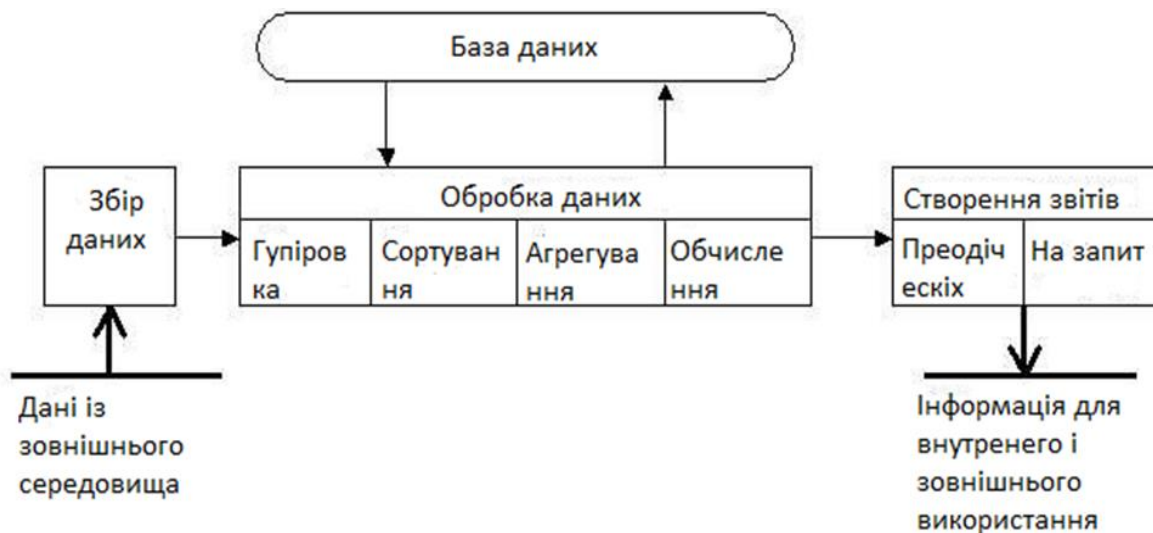 База даних
Збір
даних
Обробка даних
Гупіров
ка
Сортуван
ня
Агрегува
ння
Обчисле
ння
Створення звітів
Преодіч
ескіх
На запит
Дані із
зовнішнього
середовища
Інформація для
внутренего і
зовнішнього
використання